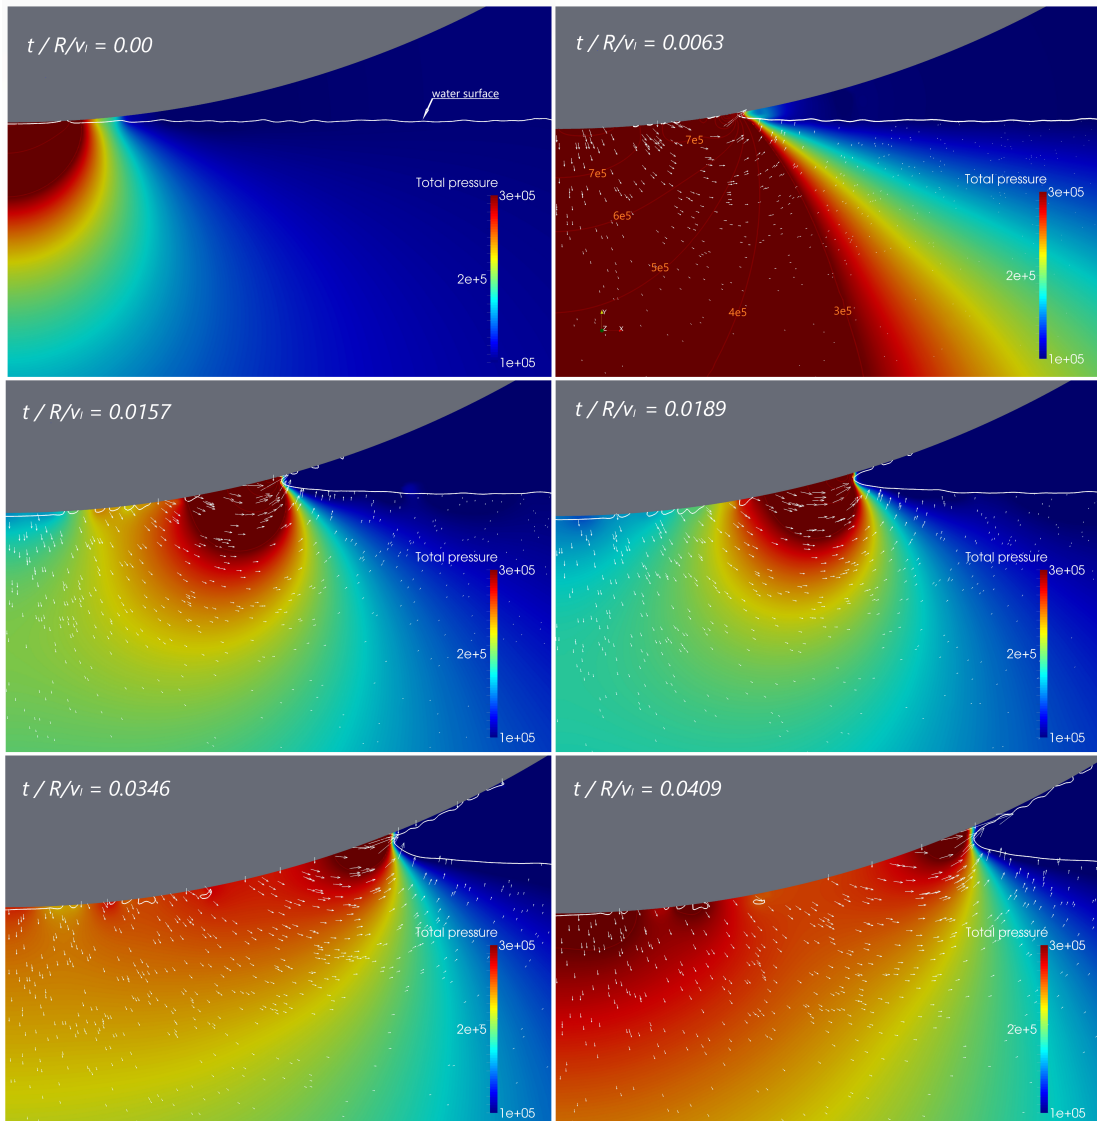 t / R/vₗ = 0.00
water surface
Total pressure
3e+05
2e+5
1e+05
t / R/vₗ = 0.0063
7e5
7e5
6e5
5e5
4e5
3e5
Y
Z X
Total pressure
3e+05
2e+5
1e+05
t / R/vₗ = 0.0157
Total pressure
3e+05
2e+5
1e+05
t / R/vₗ = 0.0189
Total pressure
3e+05
2e+5
1e+05
t / R/vₗ = 0.0346
Total pressure
3e+05
2e+5
1e+05
t / R/vₗ = 0.0409
Total pressure
3e+05
2e+5
1e+05